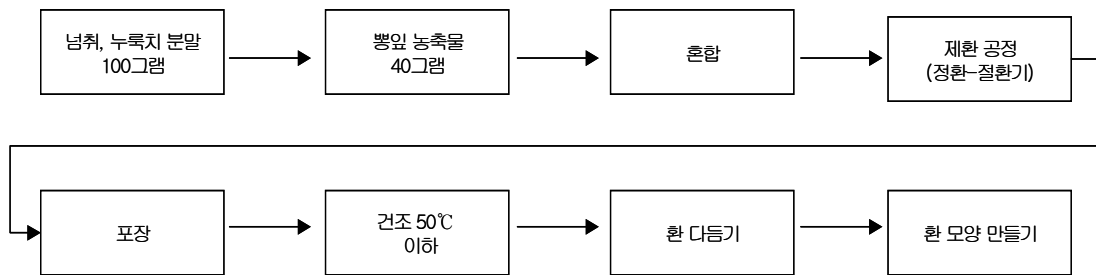 넘취, 누룩치 분말
100그램
뽕잎 농축물
40그램
혼합
제환 공정
(정환-절환기)
포장
건조 50℃
이하
환 다듬기
환 모양 만들기